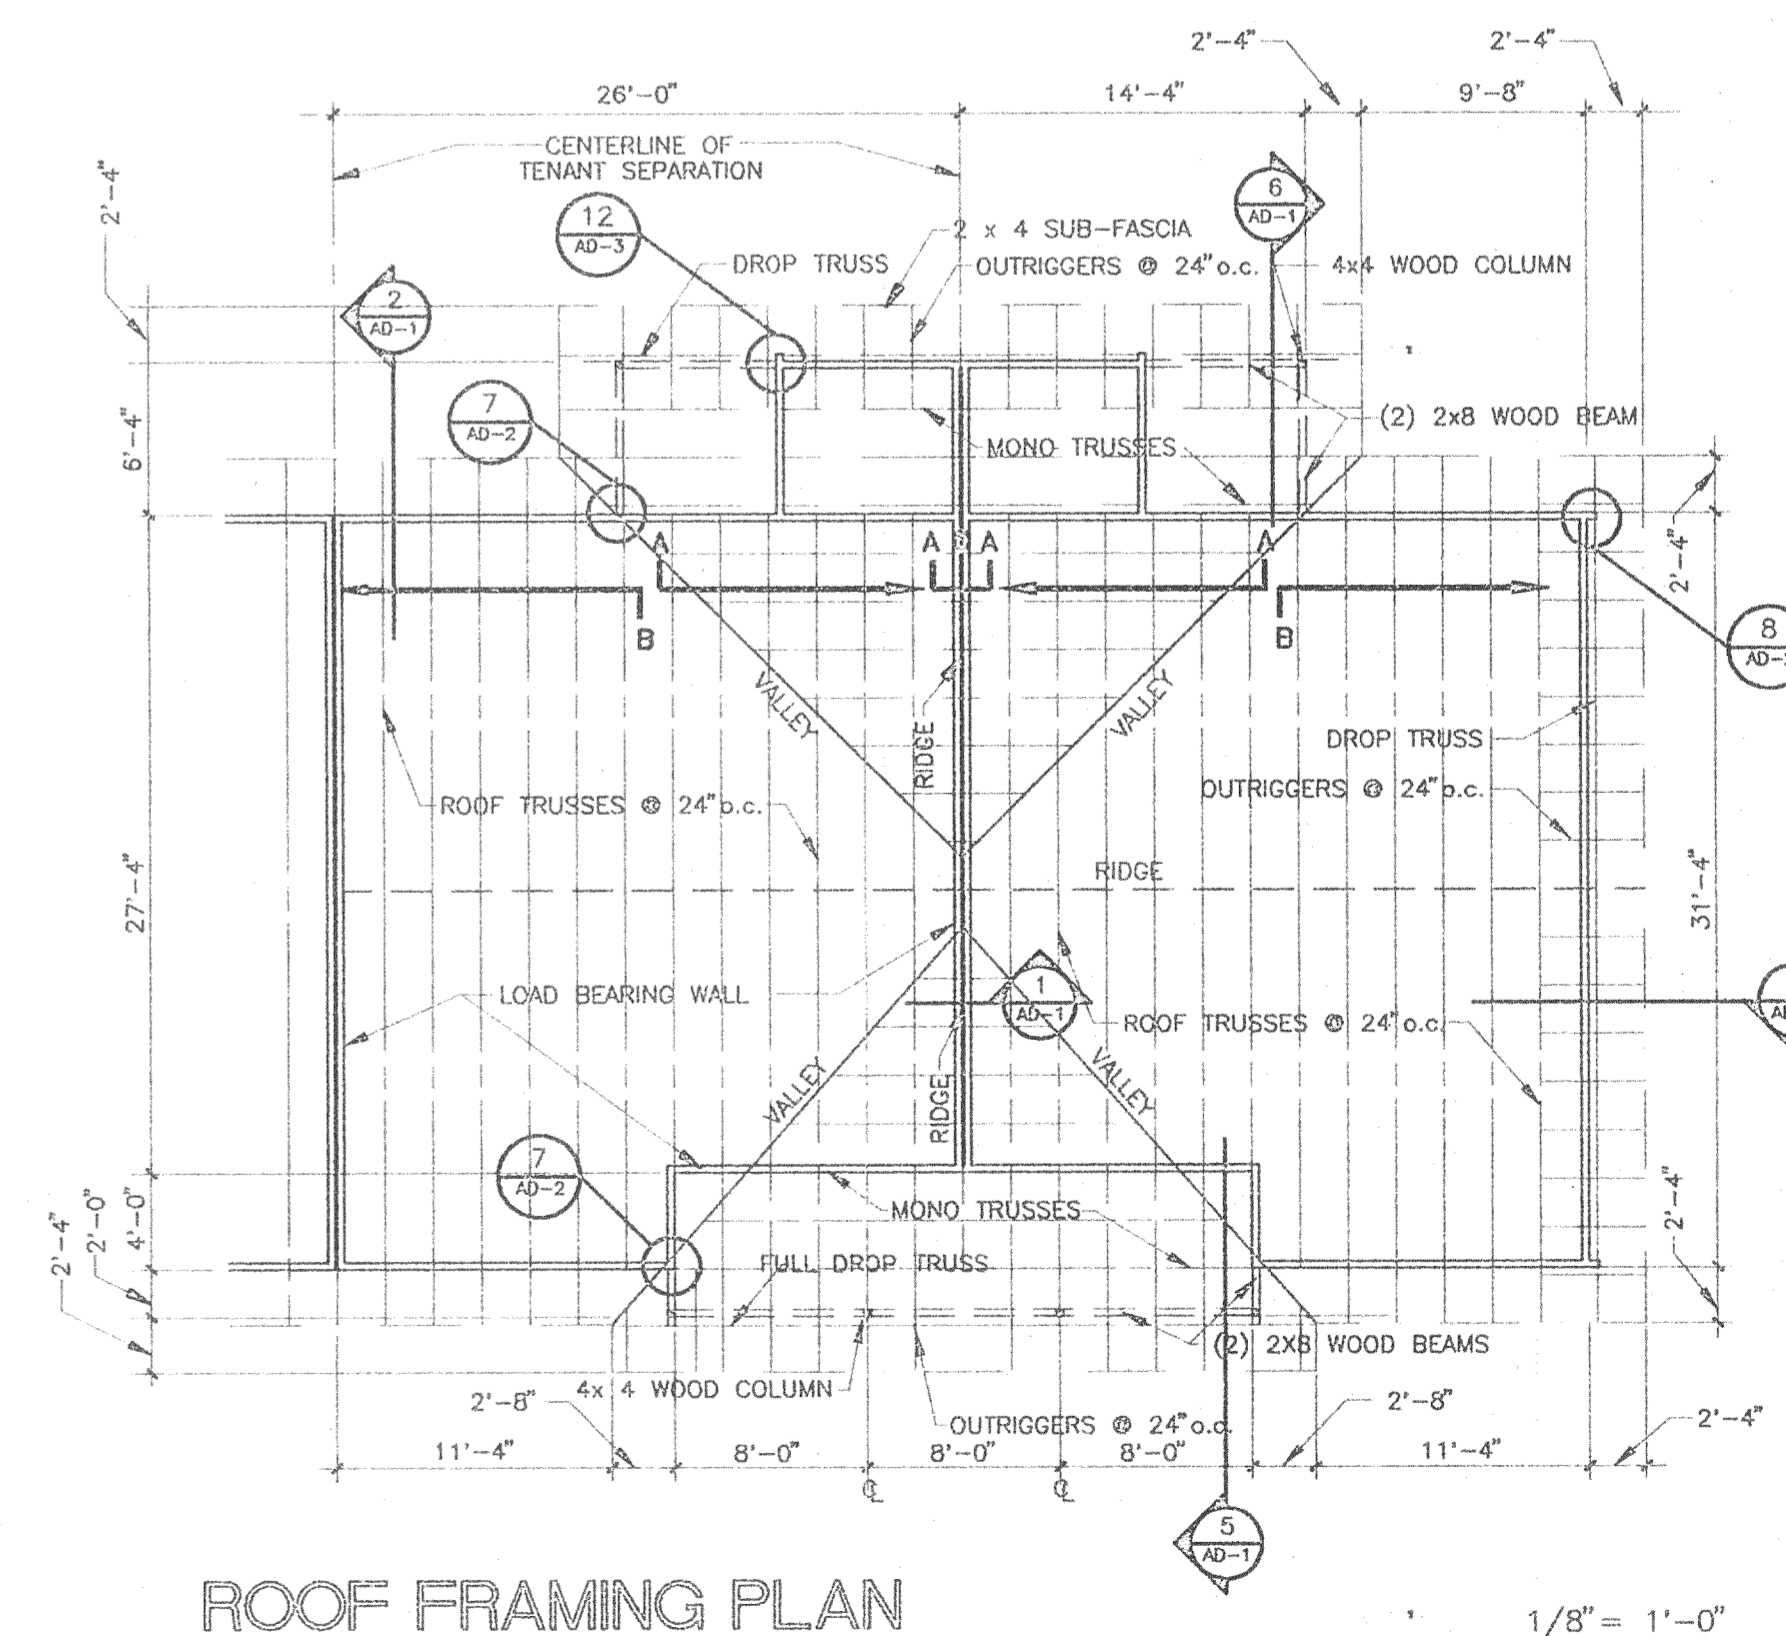 2'-4" 2'-4"
26'-0" 14'-4" 9'-8"
CENTERLINE OF
TENANT SEPARATION
2'-4"
6
AD-1
12
AD-3
2 x 4 SUB-FASCIA
DROP TRUSS
OUTRIGGERS @ 24"o.c.
4x4 WOOD COLUMN
2
AD-1
7
AD-2
(2) 2x8 WOOD BEAM
6'-4"
MONO TRUSSES
A A A A
B B
2'-4"
8
VALLEY
RIDGE
VALLEY
DROP TRUSS
OUTRIGGERS @ 24"o.c.
ROOF TRUSSES @ 24"o.c.
RIDGE
27'-4"
31'-4"
LOAD BEARING WALL
1
AD-1
ROOF TRUSSES @ 24"o.c.
VALLEY
RIDGE
VALLEY
7
AD-2
2'-4"
2'-0"
4'-0"
2'-4"
MONO TRUSSES
FULL DROP TRUSS
(2) 2X8 WOOD BEAMS
4x 4 WOOD COLUMN
2'-8"
2'-8"
2'-4"
OUTRIGGERS @ 24"o.c.
11'-4" 8'-0" 8'-0" 8'-0" 11'-4"
CL CL
5
AD-1
ROOF FRAMING PLAN
1/8"= 1'-0"